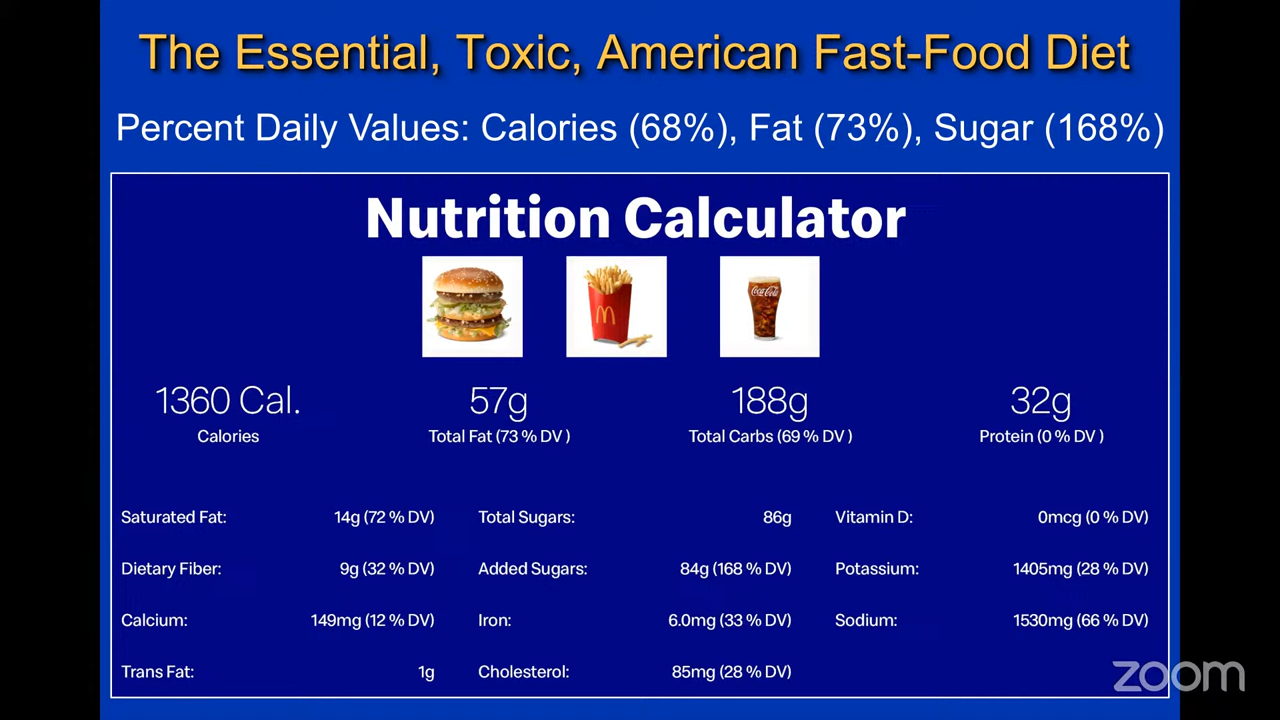 The Essential, Toxic, American Fast-Food Diet
Percent Daily Values: Calories (68%), Fat (73%), Sugar (168%)
Nutrition Calculator
Coca-Cola
1360 Cal. 57g 188g 32g
Calories Total Fat (73 % DV ) Total Carbs (69 % DV ) Protein (0 % DV )
Saturated Fat: 14g (72 % DV) Total Sugars: 86g Vitamin D: 0mcg (0 % DV)
Dietary Fiber: 9g (32 % DV) Added Sugars: 84g (168 % DV) Potassium: 1405mg (28 % DV)
Calcium: 149mg (12 % DV) Iron: 6.0mg (33 % DV) Sodium: 1530mg (66 % DV)
Trans Fat: 1g Cholesterol: 85mg (28 % DV)
zoom